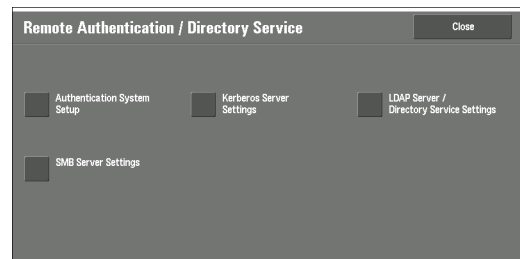 Remote Authentication / Directory Service
Close
Authentication System
Setup
Kerberos Server
Settings
LDAP Server /
Directory Service Settings
SMB Server Settings